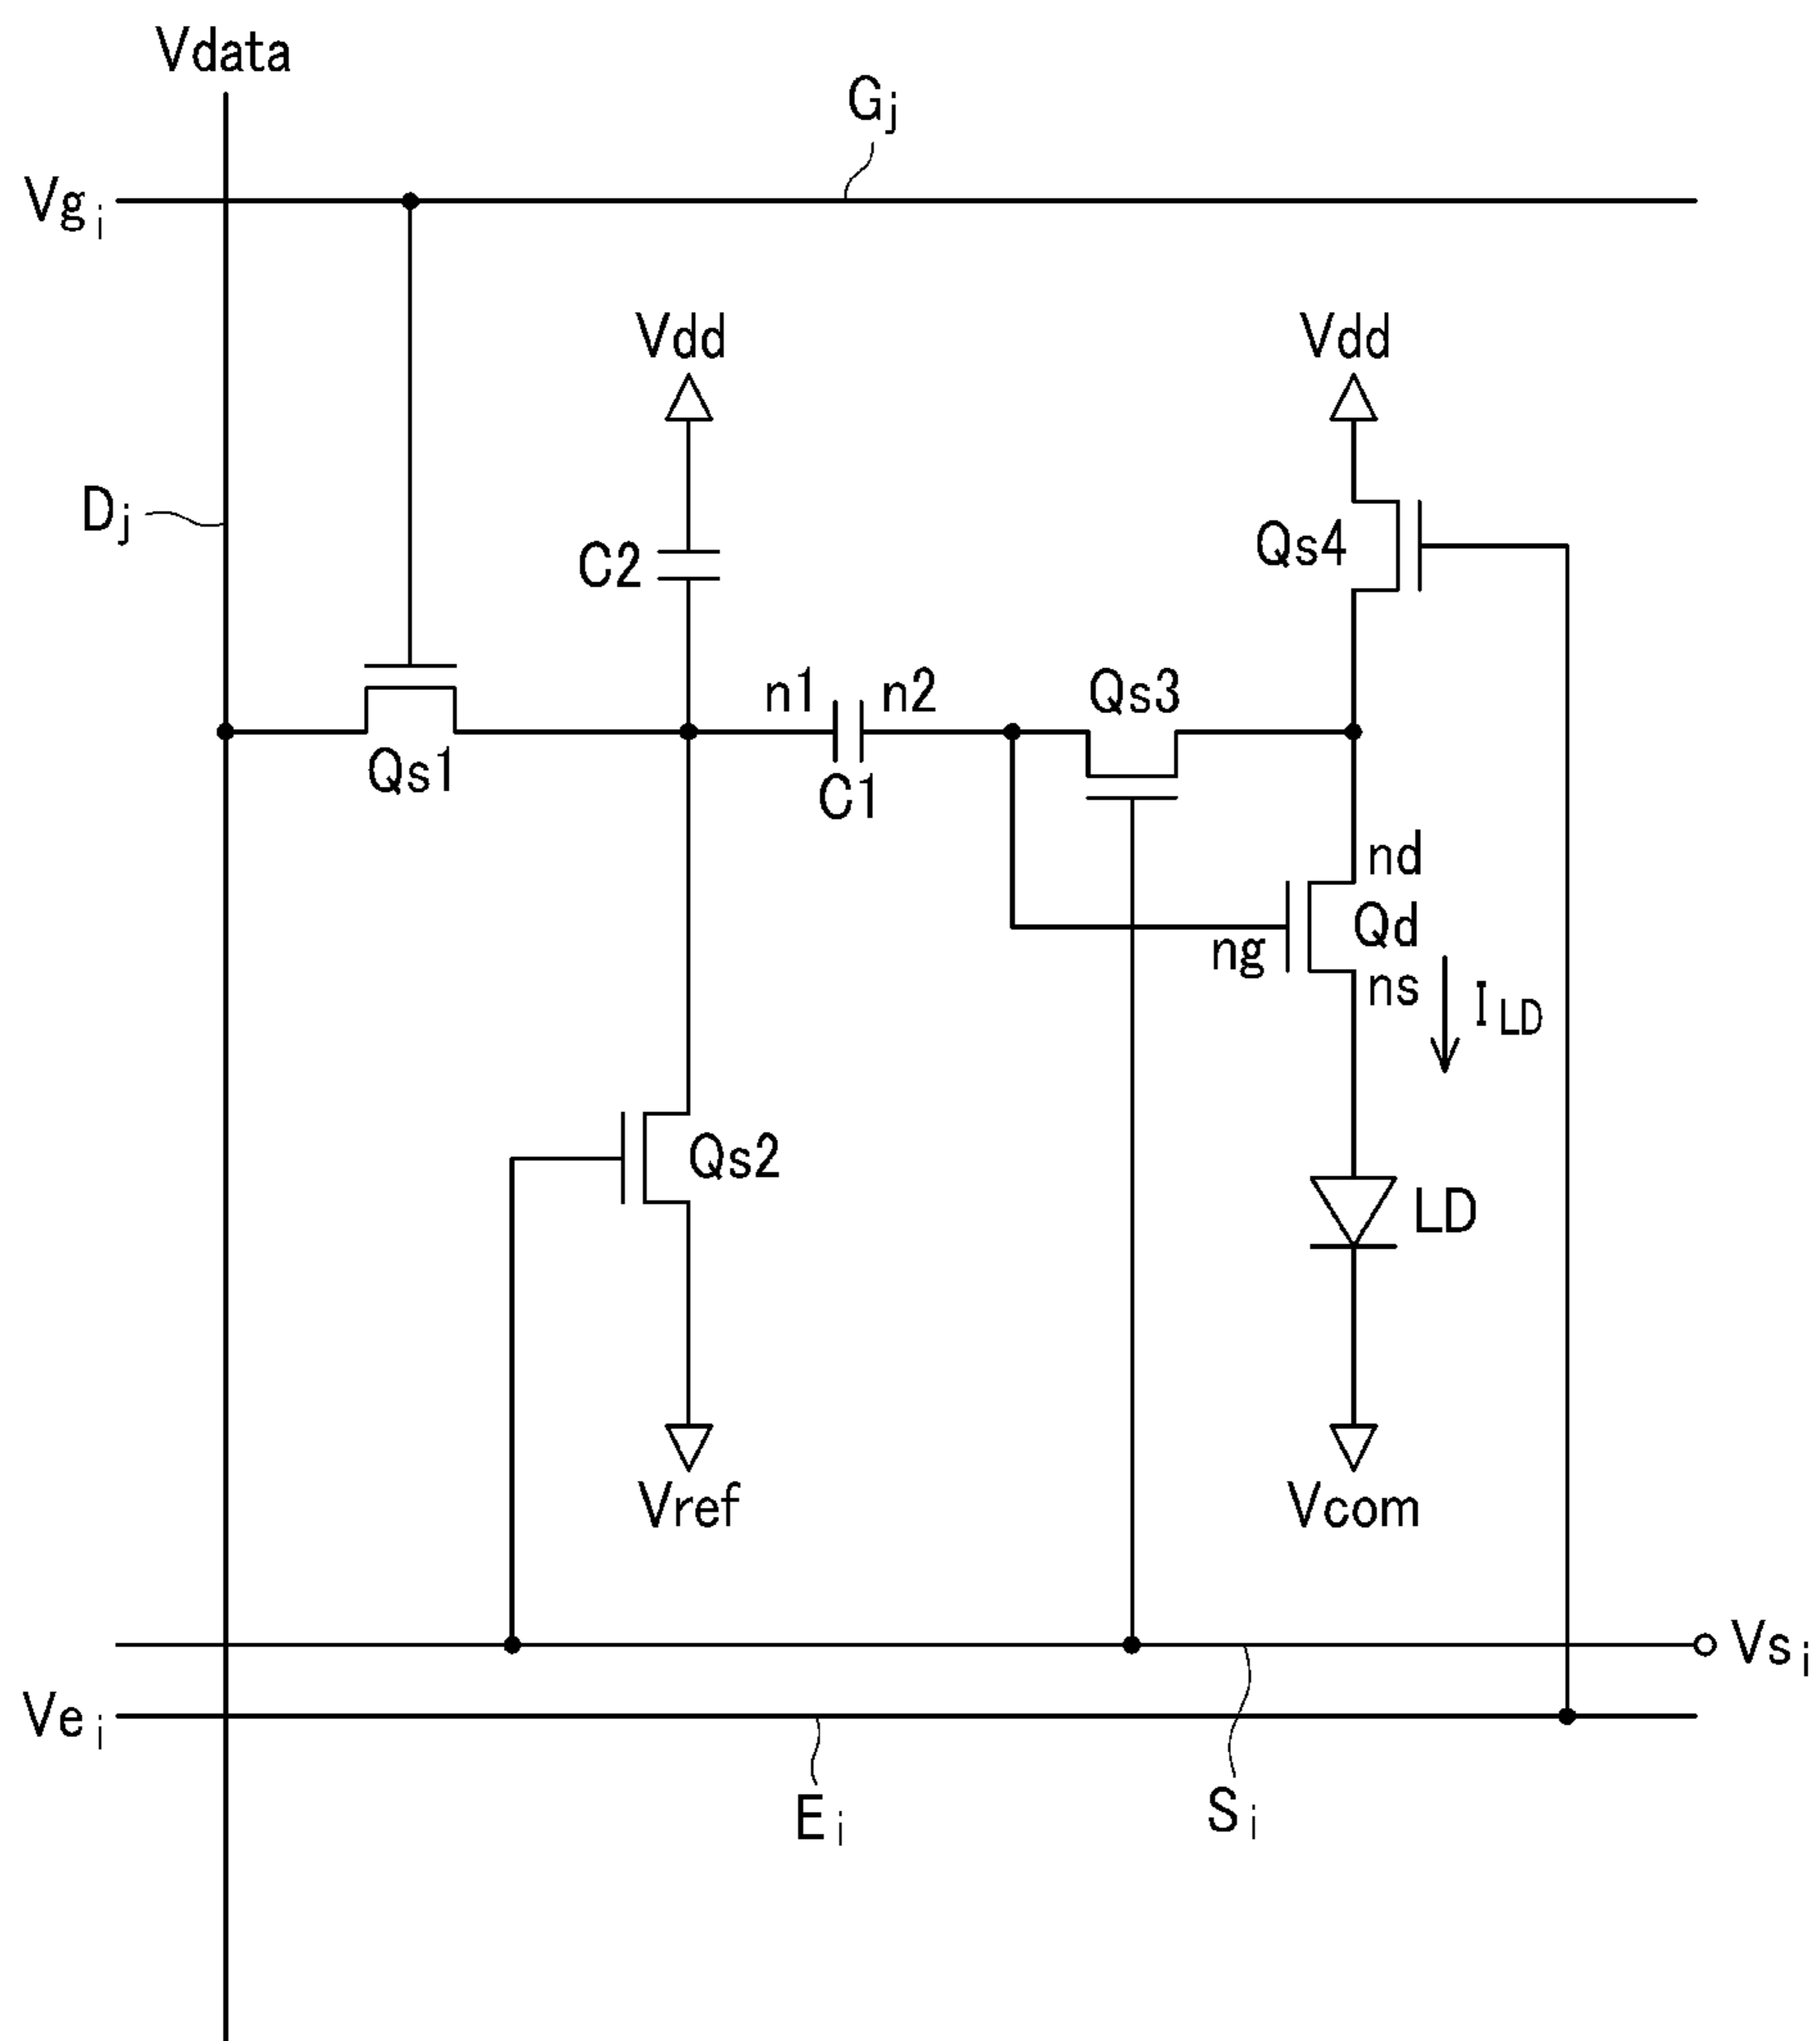 Vdata
Gj
Vgi
Vdd
Vdd
Dj
Qs4
C2
n1
n2
Qs3
Qs1
C1
nd
Qd
ng
ns
ILD
Qs2
LD
Vref
Vcom
Vsi
Vei
Ei
Si